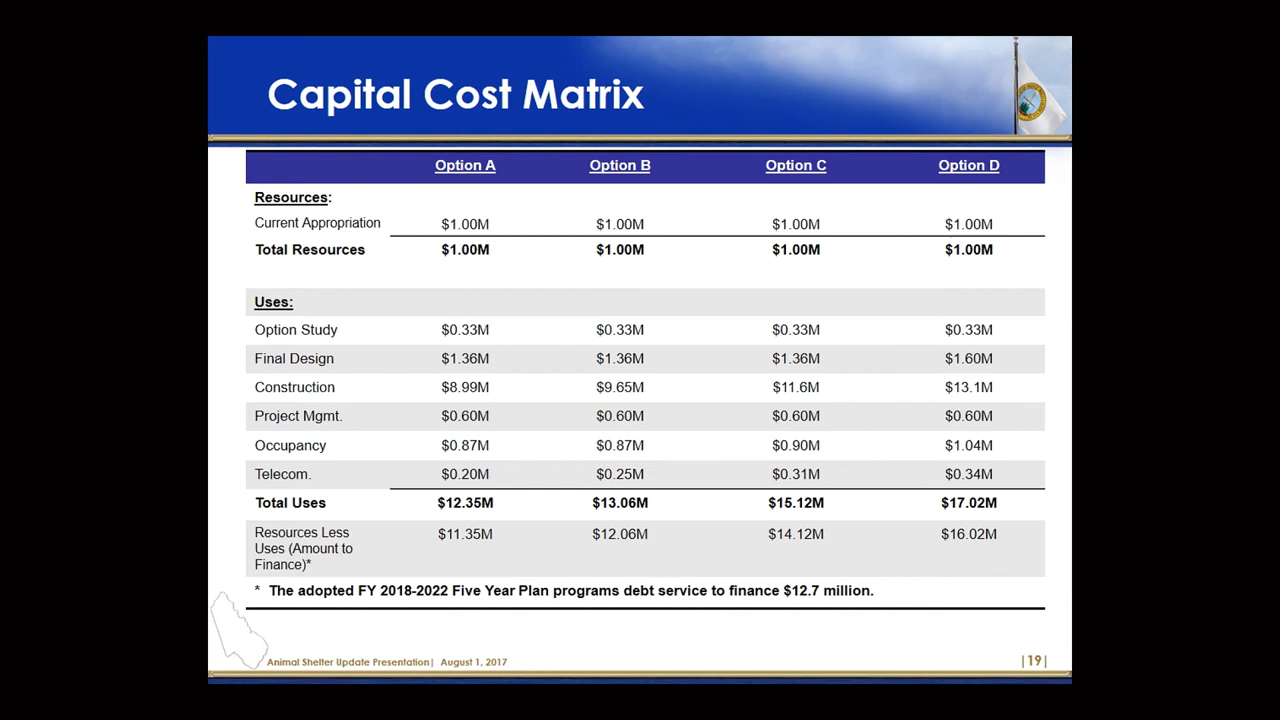 Capital Cost Matrix
Option A Option B Option C Option D
Resources:
Current Appropriation $1.00M $1.00M $1.00M $1.00M
Total Resources $1.00M $1.00M $1.00M $1.00M
Uses:
Option Study $0.33M $0.33M $0.33M $0.33M
Final Design $1.36M $1.36M $1.36M $1.60M
Construction $8.99M $9.65M $11.6M $13.1M
Project Mgmt. $0.60M $0.60M $0.60M $0.60M
Occupancy $0.87M $0.87M $0.90M $1.04M
Telecom. $0.20M $0.25M $0.31M $0.34M
Total Uses $12.35M $13.06M $15.12M $17.02M
Resources Less $11.35M $12.06M $14.12M $16.02M
Uses (Amount to
Finance)*
* The adopted FY 2018-2022 Five Year Plan programs debt service to finance $12.7 million.
Animal Shelter Update Presentation| August 1, 2017 |19|